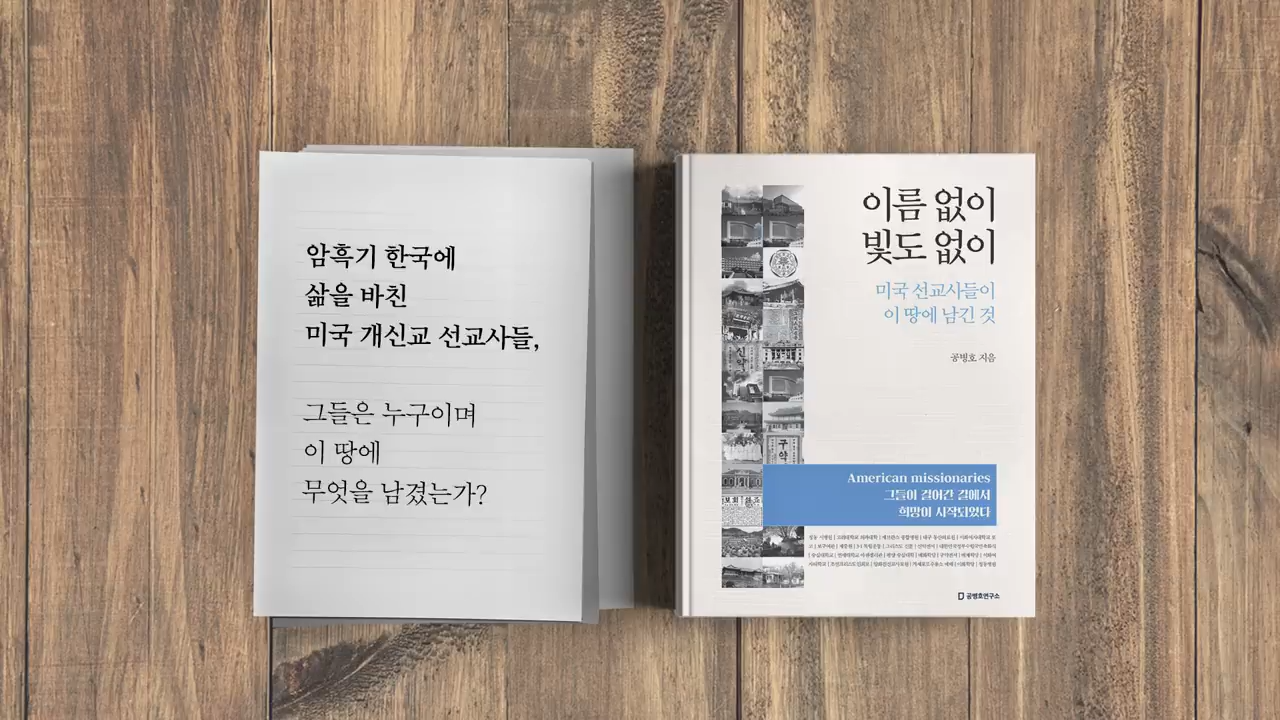 암흑기 한국에
삶을 바친
미국 개신교 선교사들,
그들은 누구이며
이 땅에
무엇을 남겼는가?
이름 없이
빛도 없이
미국 선교사들이
이 땅에 남긴 것
공병호 지음
구약
American missionaries
그들이 걸어간 길에서
희망이 시작되었다
공병호연구소